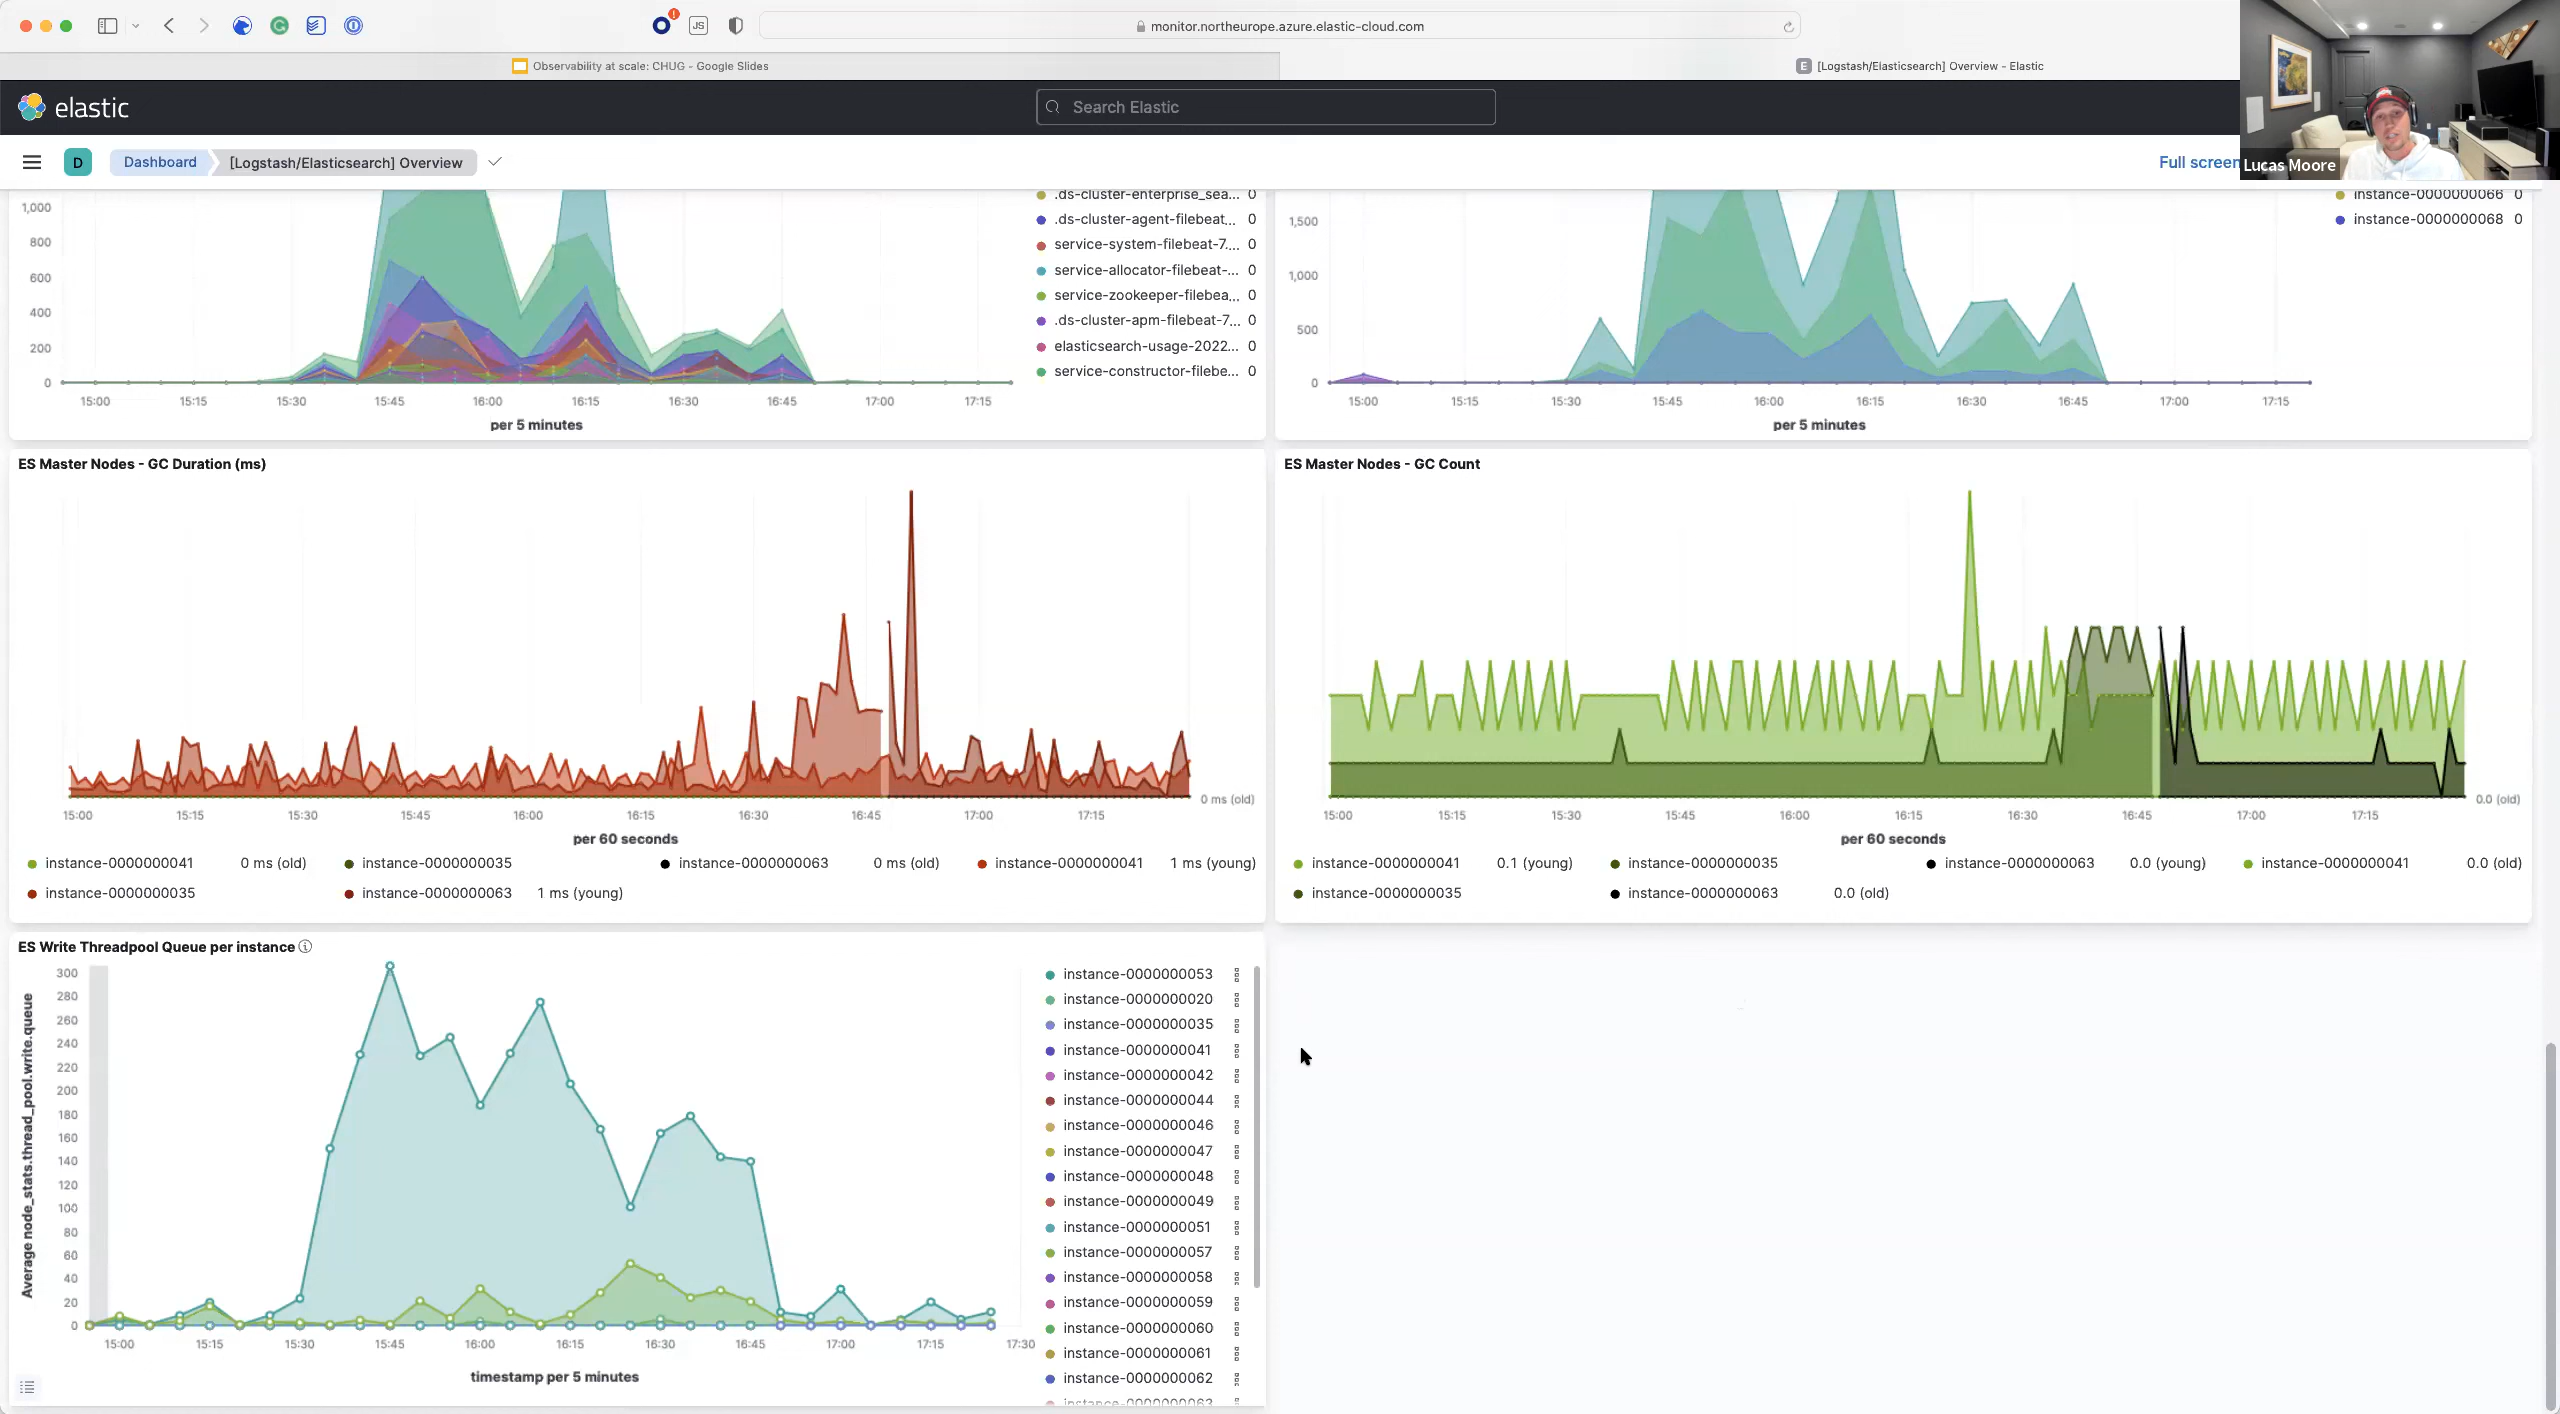 monitor.northeurope.azure.elastic-cloud.com
Observability at scale: CHUG - Google Slides
[Logstash/Elasticsearch] Overview - Elastic
elastic
Search Elastic
D
Dashboard
[Logstash/Elasticsearch] Overview
Full screen
Lucas Moore
1,000
800
600
400
200
0
15:00 15:15 15:30 15:45 16:00 16:15 16:30 16:45 17:00 17:15
per 5 minutes
.ds-cluster-enterprise_sea... 0
.ds-cluster-agent-filebeat... 0
service-system-filebeat-7.... 0
service-allocator-filebeat-... 0
service-zookeeper-filebea... 0
.ds-cluster-apm-filebeat-7... 0
elasticsearch-usage-2022... 0
service-constructor-filebe... 0
1,500
1,000
500
0
15:00 15:15 15:30 15:45 16:00 16:15 16:30 16:45 17:00 17:15
per 5 minutes
instance-0000000066 0
instance-0000000068 0
ES Master Nodes - GC Duration (ms)
0 ms (old)
15:00 15:15 15:30 15:45 16:00 16:15 16:30 16:45 17:00 17:15
per 60 seconds
instance-0000000041 0 ms (old) instance-0000000035 instance-0000000063 0 ms (old) instance-0000000041 1 ms (young)
instance-0000000035 instance-0000000063 1 ms (young)
ES Master Nodes - GC Count
0.0 (old)
15:00 15:15 15:30 15:45 16:00 16:15 16:30 16:45 17:00 17:15
per 60 seconds
instance-0000000041 0.1 (young) instance-0000000035 instance-0000000063 0.0 (young) instance-0000000041 0.0 (old)
instance-0000000035 instance-0000000063 0.0 (old)
ES Write Threadpool Queue per instance
Average node_stats.thread_pool.write.queue
300
280
260
240
220
200
180
160
140
120
100
80
60
40
20
0
15:00 15:15 15:30 15:45 16:00 16:15 16:30 16:45 17:00 17:15 17:30
timestamp per 5 minutes
instance-0000000053
instance-0000000020
instance-0000000035
instance-0000000041
instance-0000000042
instance-0000000044
instance-0000000046
instance-0000000047
instance-0000000048
instance-0000000049
instance-0000000051
instance-0000000057
instance-0000000058
instance-0000000059
instance-0000000060
instance-0000000061
instance-0000000062
instance-0000000063